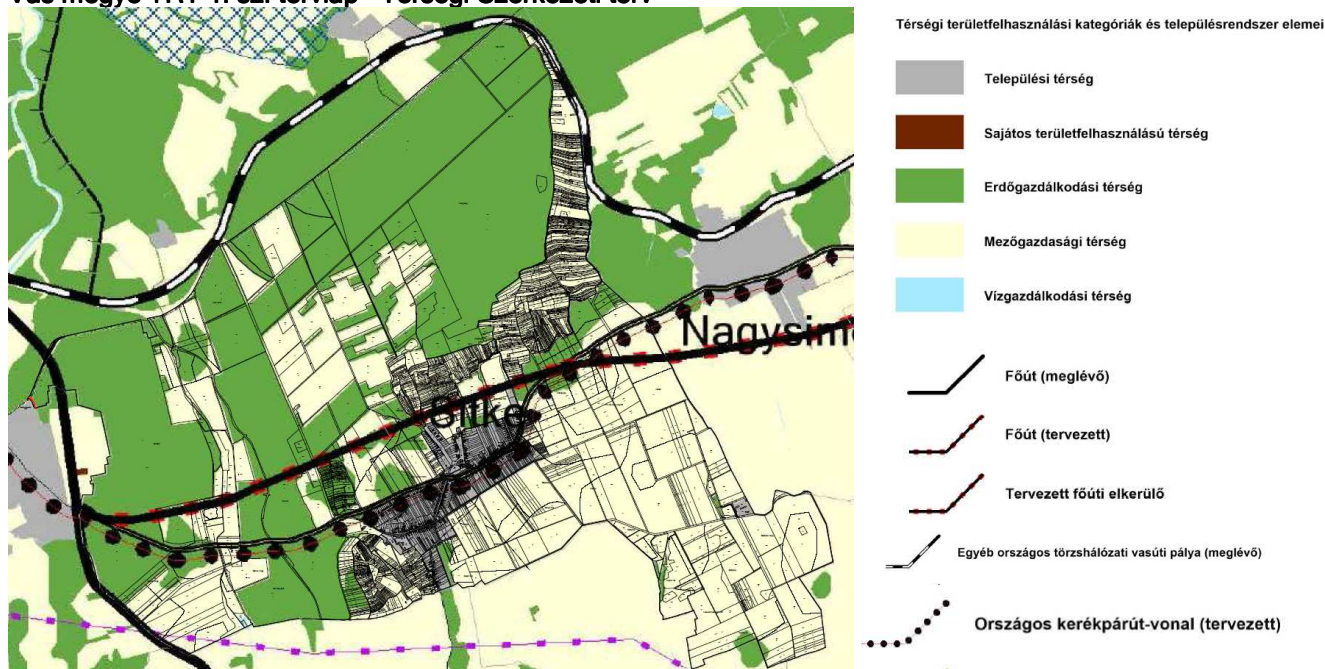 Vas megye TRT 1. sz. tervlap - Térségi Szerkezeti terv
Térségi területfelhasználási kategóriák és településrendszer elemei
Települési térség
Sajátos területfelhasználású térség
Erdőgazdálkodási térség
Mezőgazdasági térség
Vízgazdálkodási térség
Főút (meglévő)
Főút (tervezett)
Tervezett főúti elkerülő
Egyéb országos törzshálózati vasúti pálya (meglévő)
Országos kerékpárút-vonal (tervezett)
Nagysim
Sitke